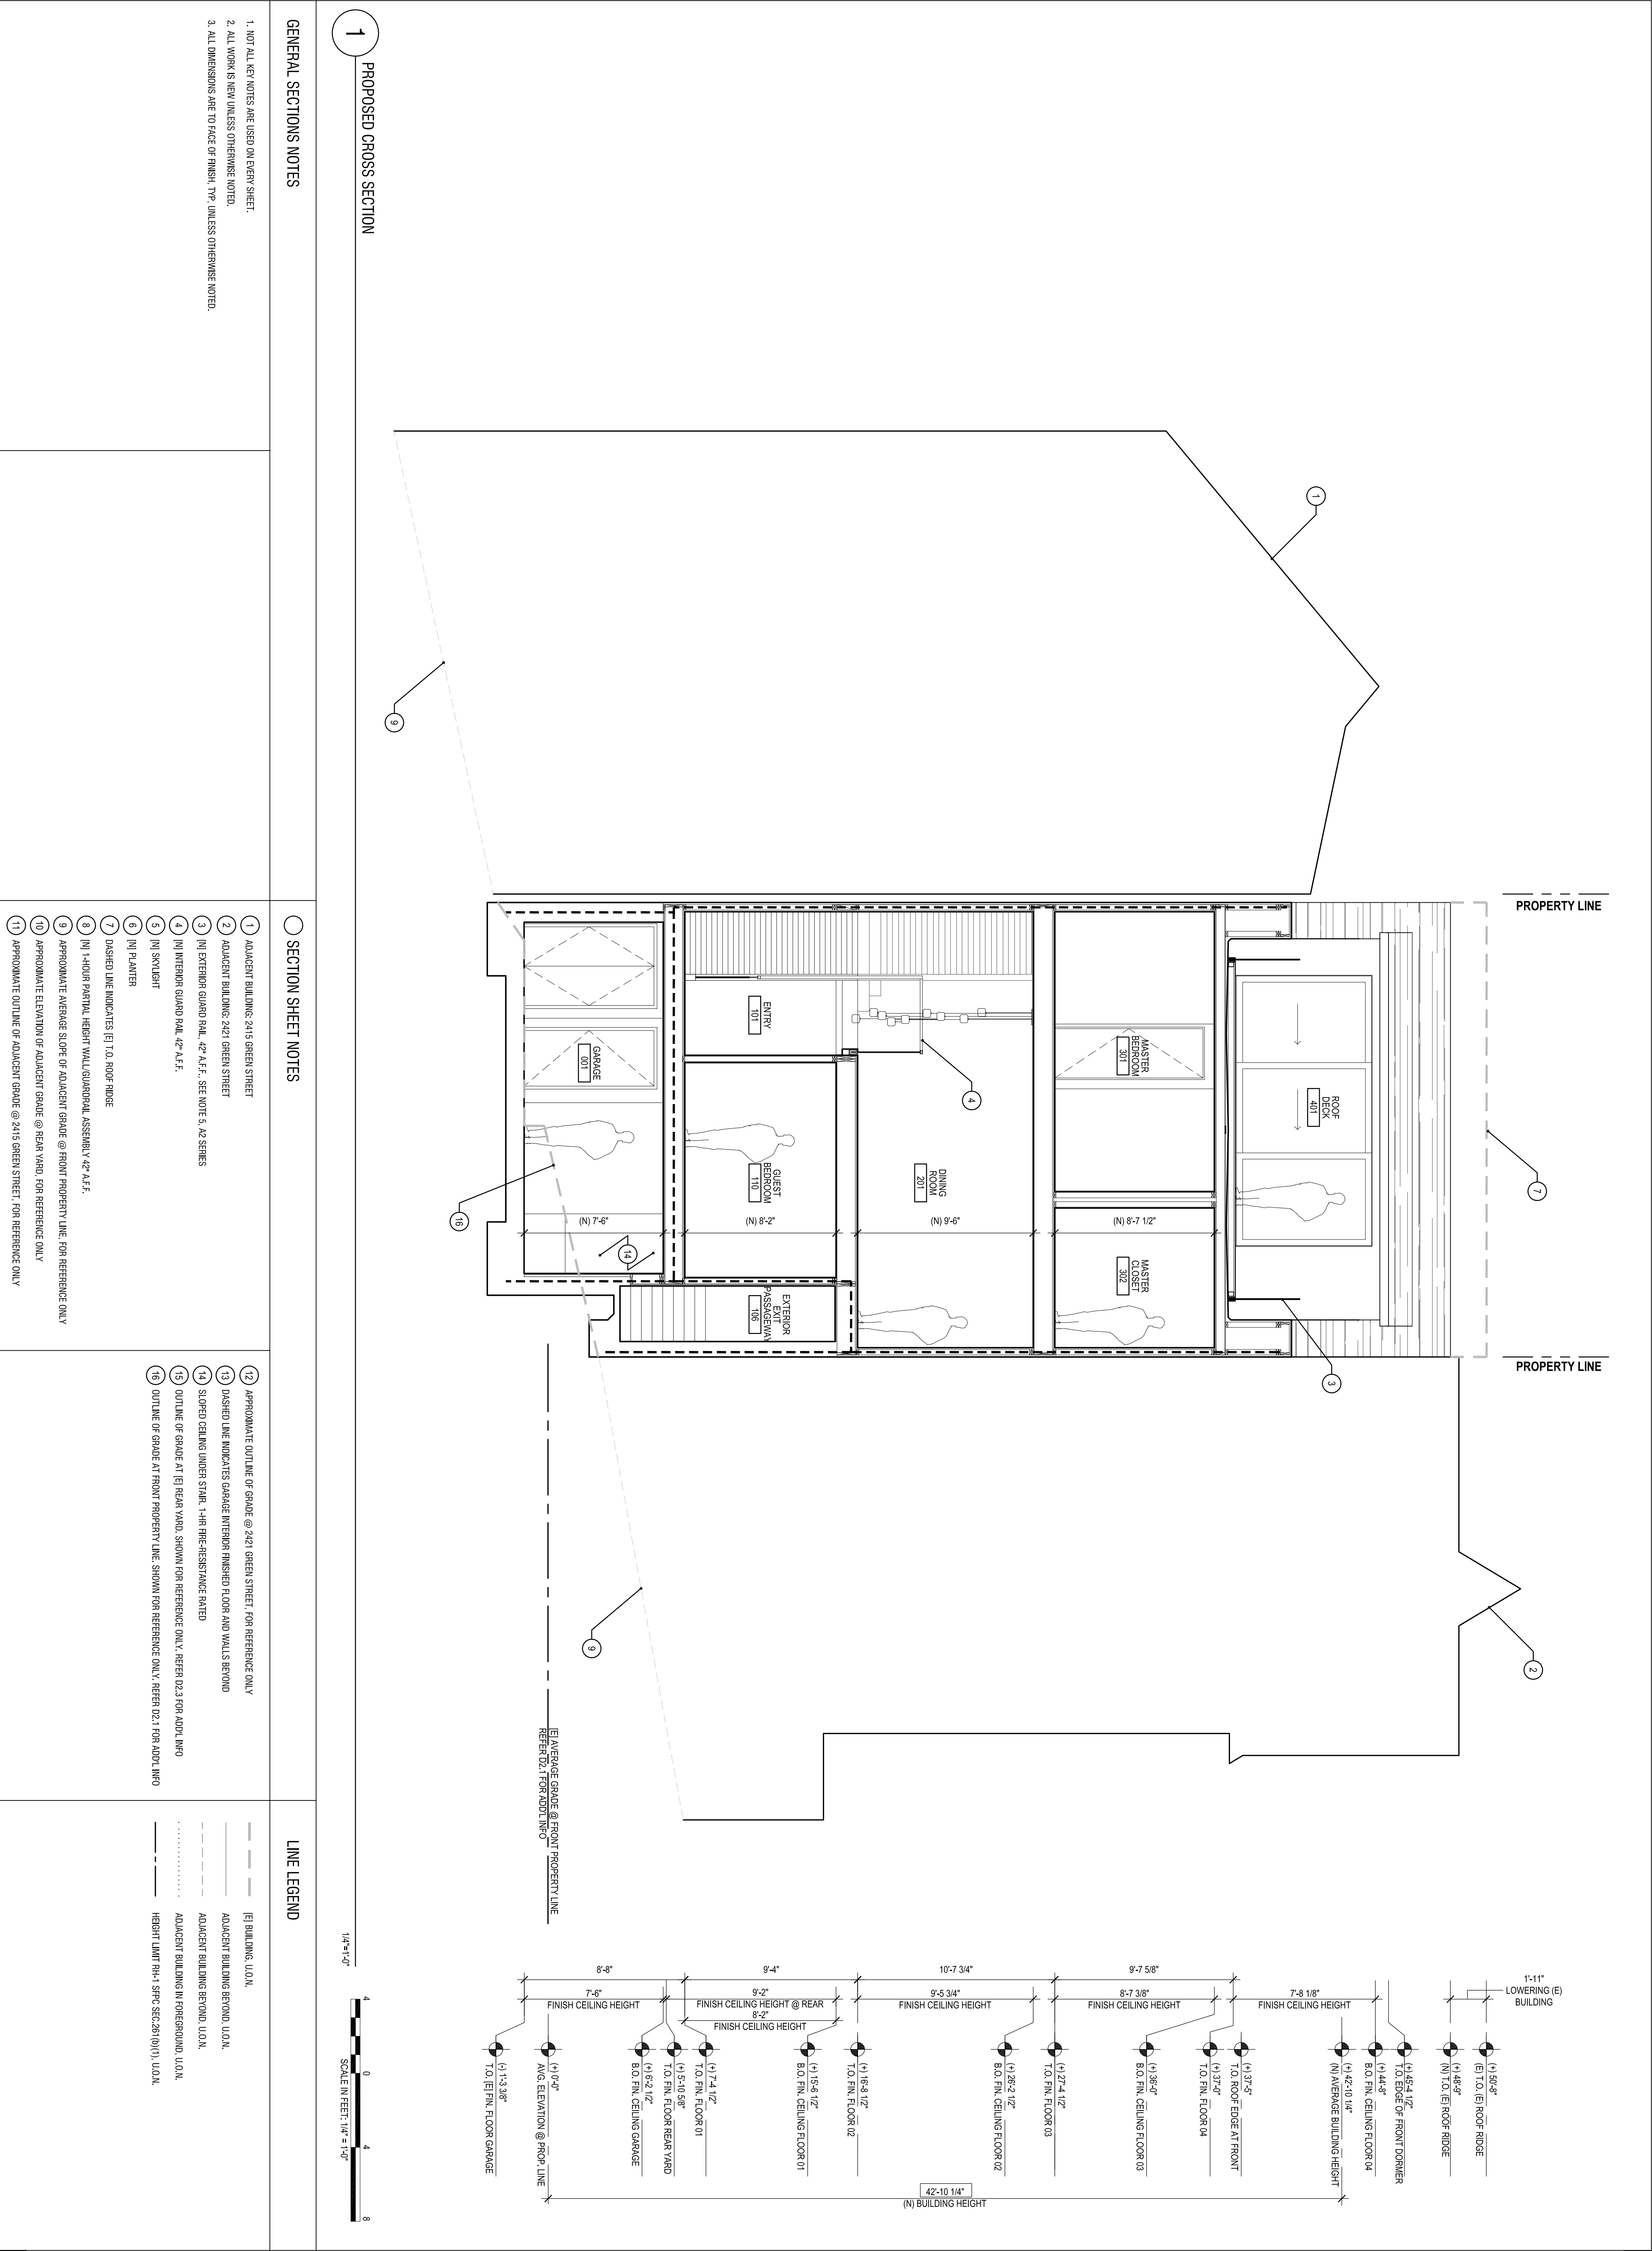 1
PROPOSED CROSS SECTION
1/4"=1'-0"
4
0
4
8
SCALE IN FEET: 1/4" = 1'-0"
PROPERTY LINE
PROPERTY LINE
1
2
3
4
7
9
9
14
16
ROOF
DECK
401
MASTER
BEDROOM
301
MASTER
CLOSET
302
(N) 8'-7 1/2"
DINING
ROOM
201
(N) 9'-6"
ENTRY
101
GUEST
BEDROOM
110
(N) 8'-2"
EXTERIOR
EXIT
PASSAGEWAY
106
GARAGE
001
(N) 7'-6"
[E] AVERAGE GRADE @ FRONT PROPERTY LINE
REFER D2.1 FOR ADD'L INFO
1'-11"
LOWERING (E)
BUILDING
7'-8 1/8"
FINISH CEILING HEIGHT
9'-7 5/8"
8'-7 3/8"
FINISH CEILING HEIGHT
10'-7 3/4"
9'-5 3/4"
FINISH CEILING HEIGHT
9'-4"
9'-2"
FINISH CEILING HEIGHT @ REAR
8'-2"
FINISH CEILING HEIGHT
8'-8"
7'-6"
FINISH CEILING HEIGHT
(+) 50'-8"
(E) T.O. (E) ROOF RIDGE
(+) 48'-9"
(N) T.O. (E) ROOF RIDGE
(+) 45'-4 1/2"
T.O. EDGE OF FRONT DORMER
(+) 44'-8"
B.O. FIN. CEILING FLOOR 04
(+) 42'-10 1/4"
(N) AVERAGE BUILDING HEIGHT
(+) 37'-5"
T.O. ROOF EDGE AT FRONT
(+) 37'-0"
T.O. FIN. FLOOR 04
(+) 36'-0"
B.O. FIN. CEILING FLOOR 03
(+) 27'-4 1/2"
T.O. FIN. FLOOR 03
(+) 26'-2 1/2"
B.O. FIN. CEILING FLOOR 02
(+) 16'-8 1/2"
T.O. FIN. FLOOR 02
(+) 15'-6 1/2"
B.O. FIN. CEILING FLOOR 01
(+) 7'-4 1/2"
T.O. FIN. FLOOR 01
(+) 5'-10 5/8"
T.O. FIN. FLOOR REAR YARD
(+) 6'-2 1/2"
B.O. FIN. CEILING GARAGE
(+) 0'-0"
AVG. ELEVATION @ PROP. LINE
(-) 1'-3 3/8"
T.O. [E] FIN. FLOOR GARAGE
42'-10 1/4"
(N) BUILDING HEIGHT
GENERAL SECTIONS NOTES
1. NOT ALL KEY NOTES ARE USED ON EVERY SHEET.
2. ALL WORK IS NEW UNLESS OTHERWISE NOTED.
3. ALL DIMENSIONS ARE TO FACE OF FINISH, TYP, UNLESS OTHERWISE NOTED.
SECTION SHEET NOTES
1 ADJACENT BUILDING: 2415 GREEN STREET
2 ADJACENT BUILDING: 2421 GREEN STREET
3 [N] EXTERIOR GUARD RAIL, 42" A.F.F., SEE NOTE 5, A2 SERIES
4 [N] INTERIOR GUARD RAIL 42" A.F.F.
5 [N] SKYLIGHT
6 [N] PLANTER
7 DASHED LINE INDICATES [E] T.O. ROOF RIDGE
8 [N] 1-HOUR PARTIAL HEIGHT WALL/GUARDRAIL ASSEMBLY 42" A.F.F.
9 APPROXIMATE AVERAGE SLOPE OF ADJACENT GRADE @ FRONT PROPERTY LINE, FOR REFERENCE ONLY
10 APPROXIMATE ELEVATION OF ADJACENT GRADE @ REAR YARD, FOR REFERENCE ONLY
11 APPROXIMATE OUTLINE OF ADJACENT GRADE @ 2415 GREEN STREET, FOR REFERENCE ONLY
12 APPROXIMATE OUTLINE OF GRADE @ 2421 GREEN STREET, FOR REFERENCE ONLY
13 DASHED LINE INDICATES GARAGE INTERIOR FINISHED FLOOR AND WALLS BEYOND
14 SLOPED CEILING UNDER STAIR. 1-HR FIRE-RESISTANCE RATED
15 OUTLINE OF GRADE AT [E] REAR YARD. SHOWN FOR REFERENCE ONLY. REFER D2.3 FOR ADD'L INFO
16 OUTLINE OF GRADE AT FRONT PROPERTY LINE. SHOWN FOR REFERENCE ONLY. REFER D2.1 FOR ADD'L INFO
LINE LEGEND
[E] BUILDING, U.O.N.
ADJACENT BUILDING BEYOND, U.O.N.
ADJACENT BUILDING BEYOND, U.O.N.
ADJACENT BUILDING IN FOREGROUND, U.O.N.
HEIGHT LIMIT RH-1 SFPC SEC.261(b)(1), U.O.N.